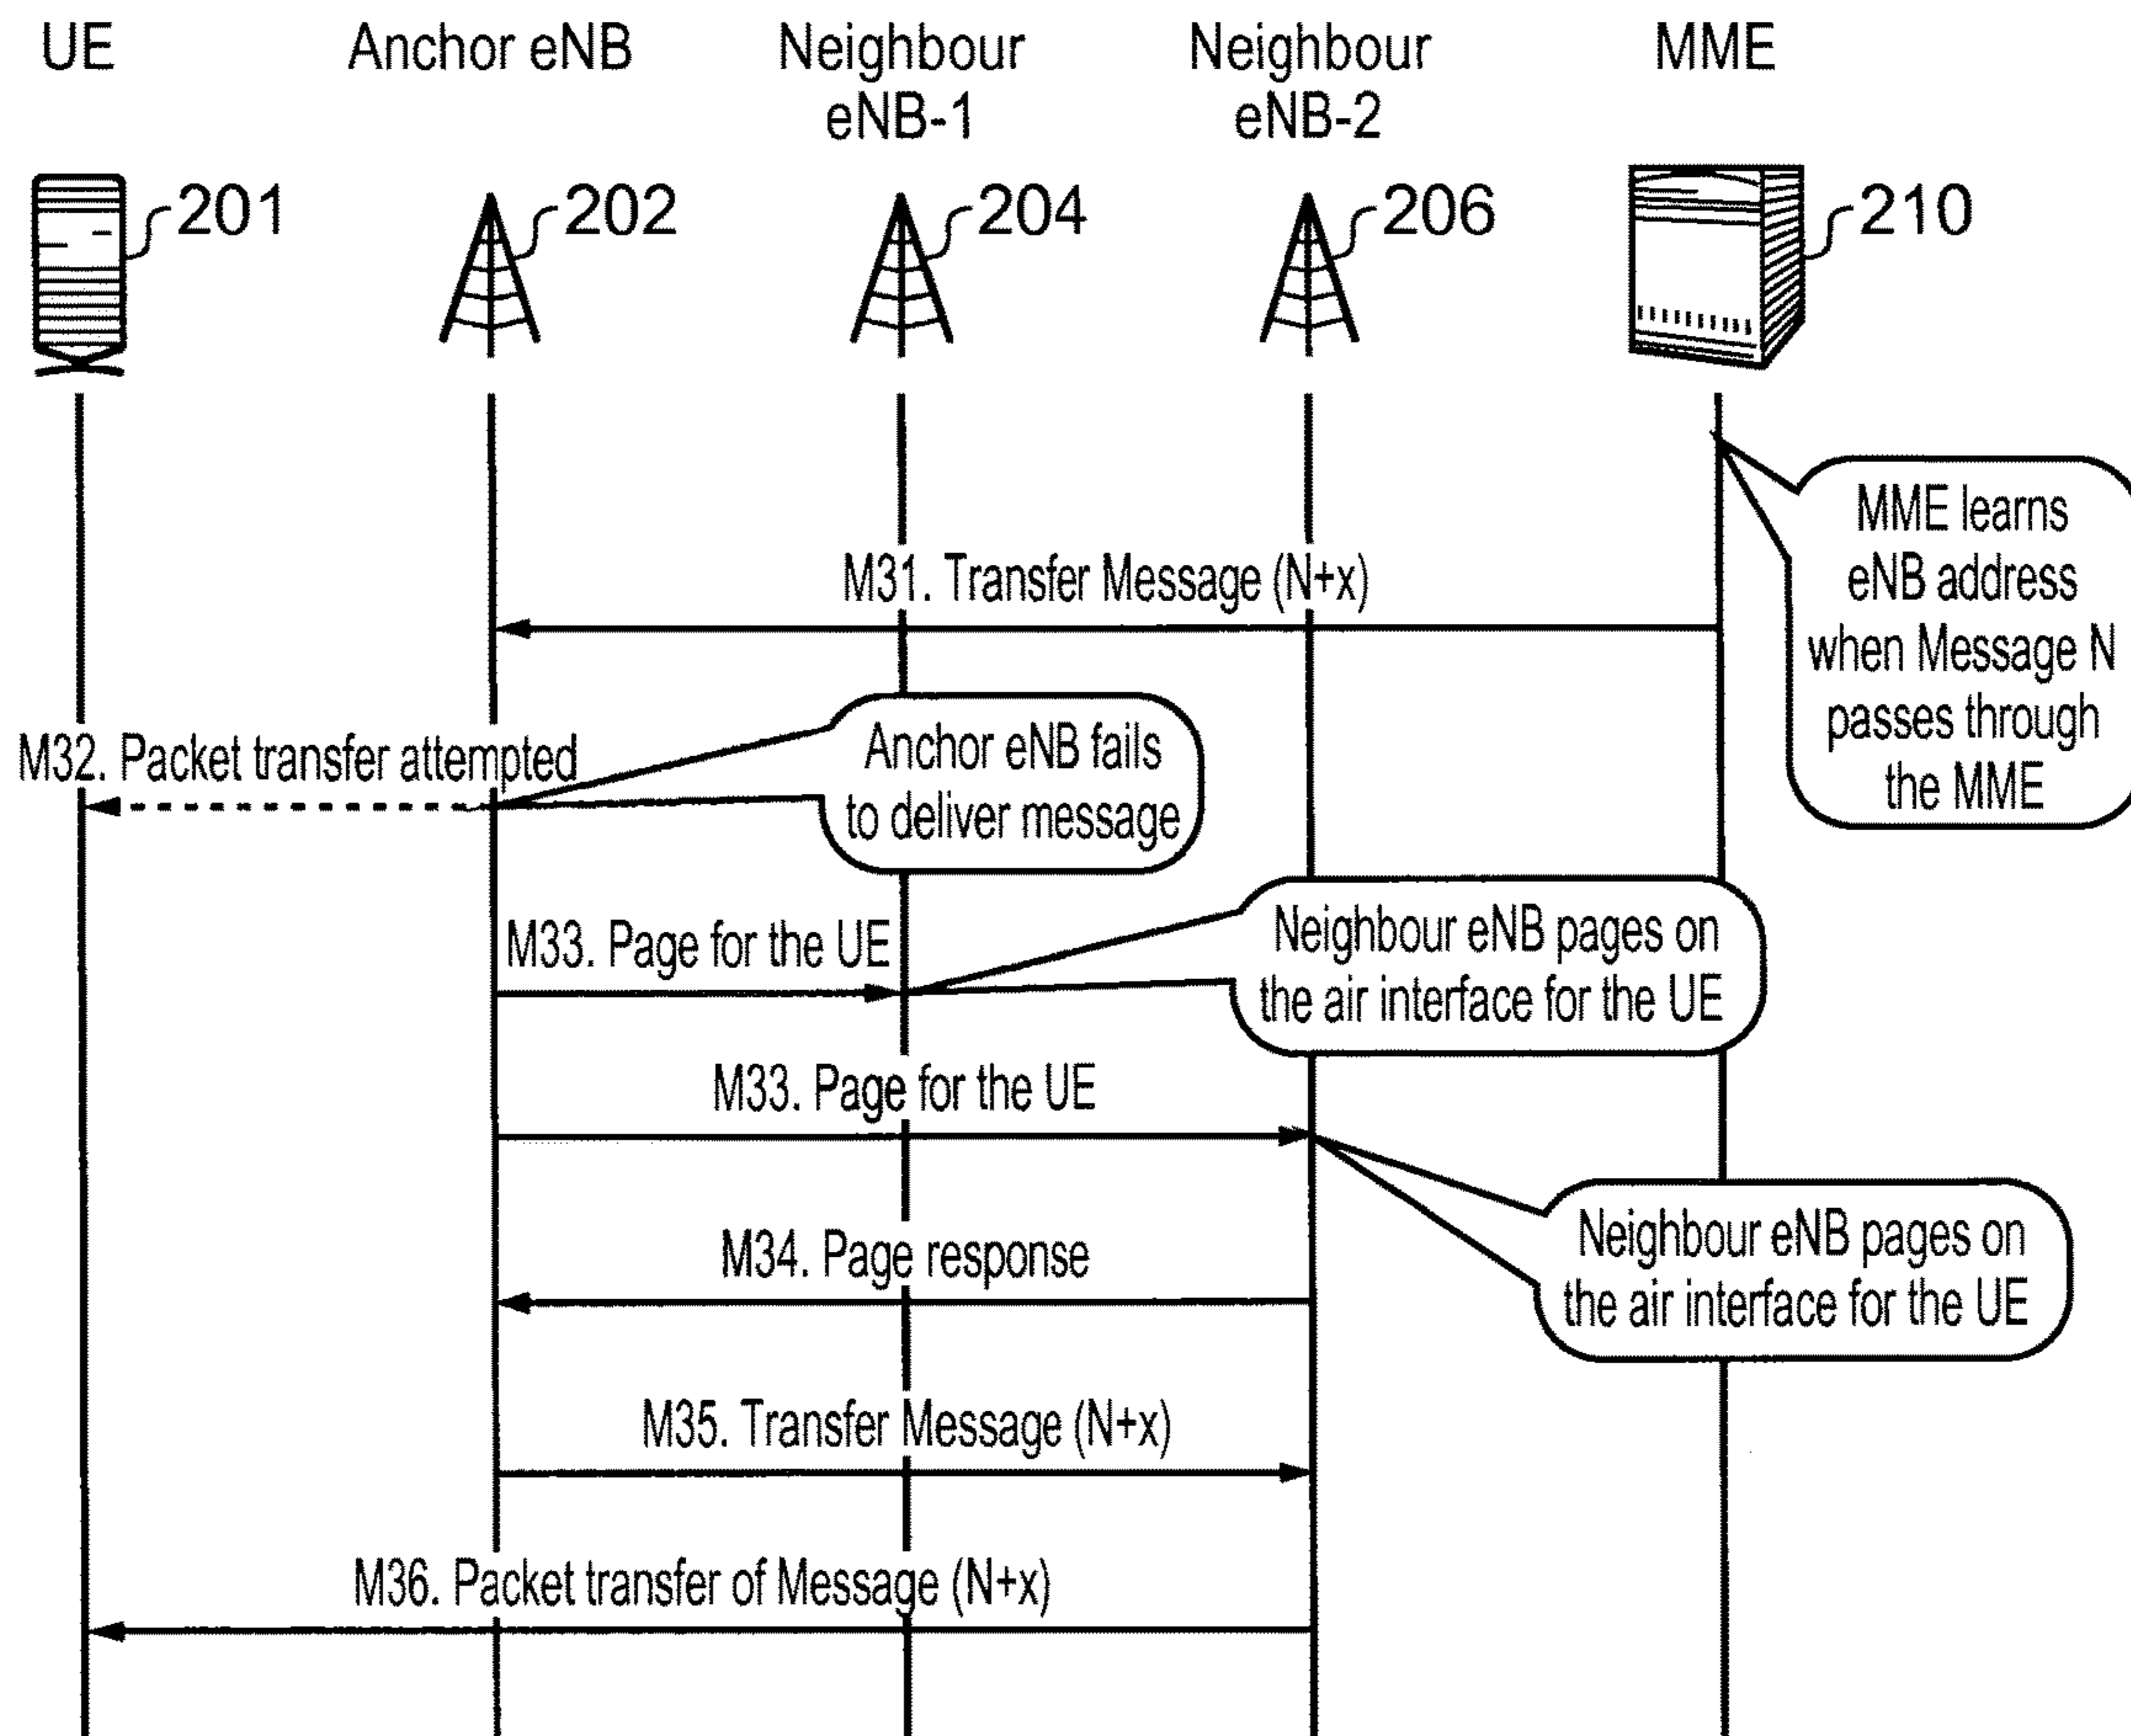 UE
Anchor eNB
Neighbour
eNB-1
Neighbour
eNB-2
MME
201
202
204
206
210
MME learns
eNB address
when Message N
passes through
the MME
M31. Transfer Message (N+x)
Anchor eNB fails
to deliver message
M32. Packet transfer attempted
Neighbour eNB pages on
the air interface for the UE
M33. Page for the UE
M33. Page for the UE
Neighbour eNB pages on
the air interface for the UE
M34. Page response
M35. Transfer Message (N+x)
M36. Packet transfer of Message (N+x)